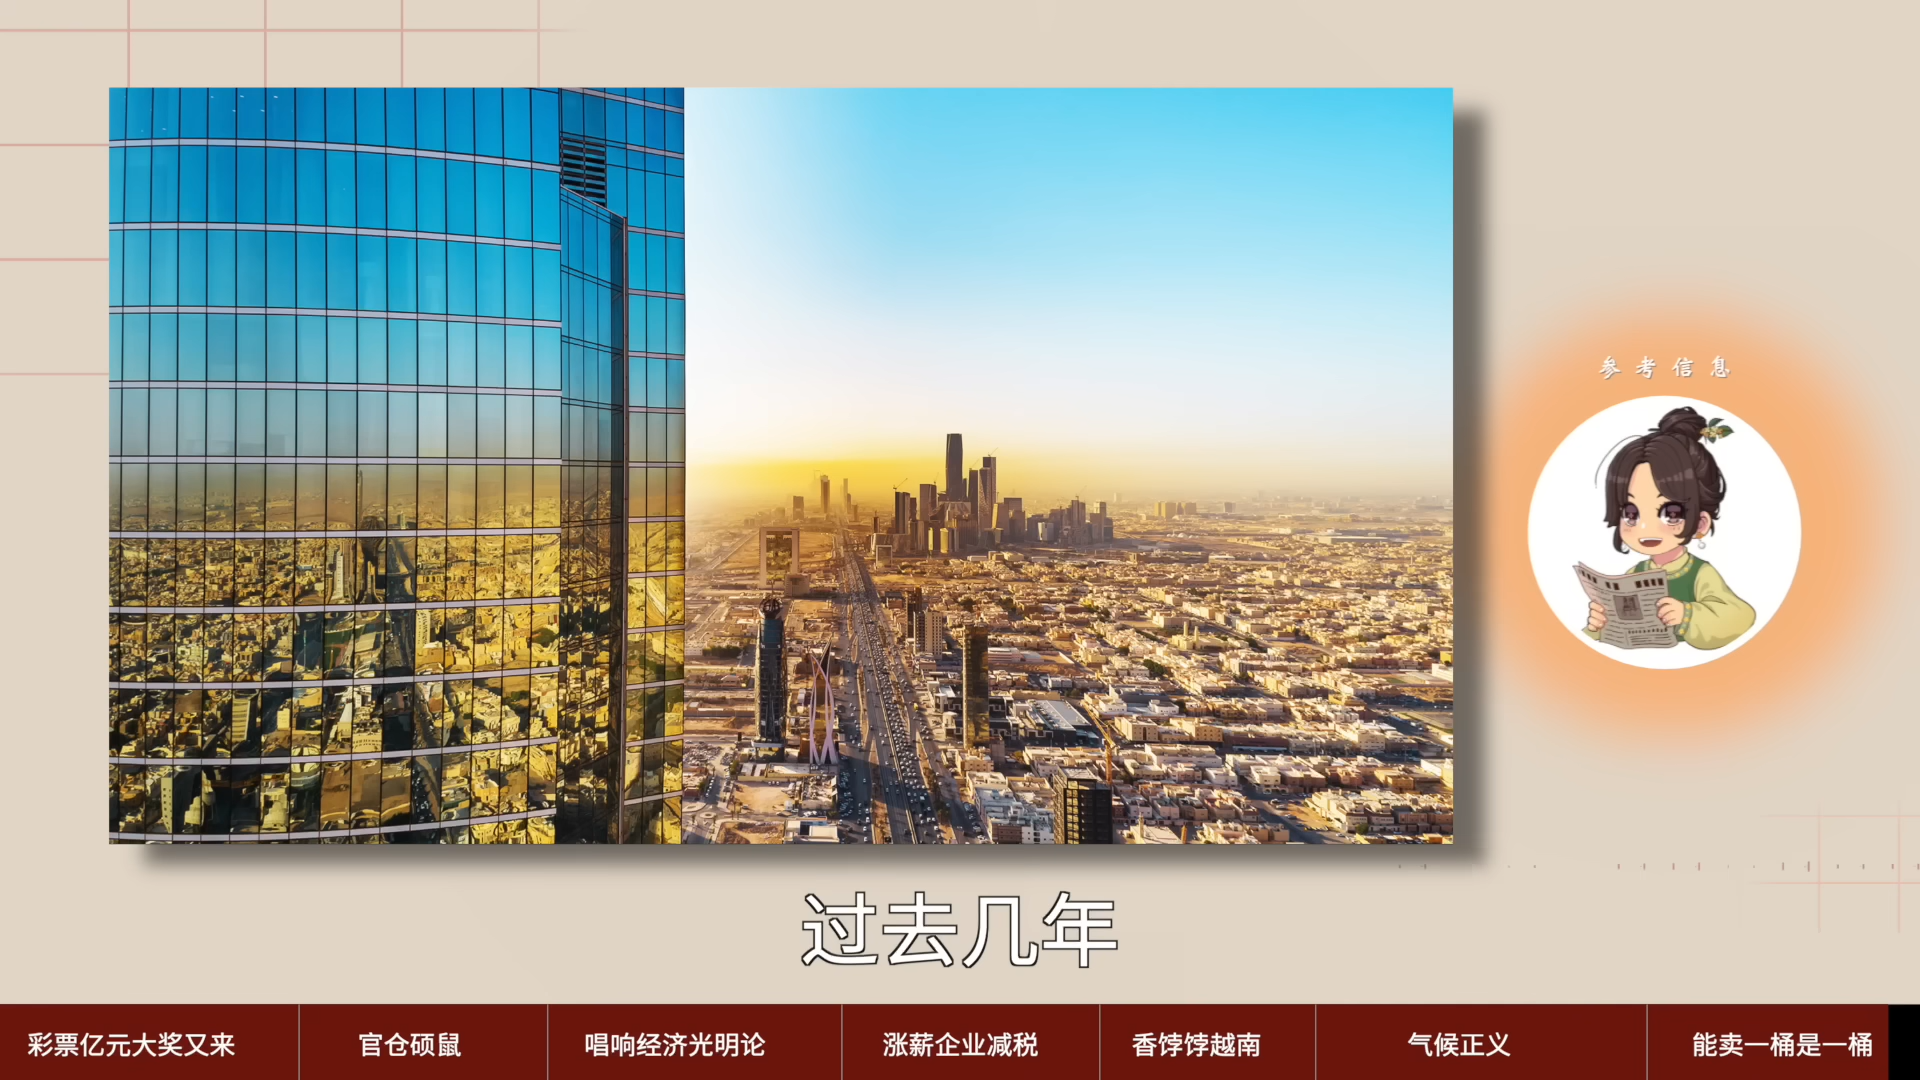 参考信息
过去几年
彩票亿元大奖又来
官仓硕鼠
唱响经济光明论
涨薪企业减税
香饽饽越南
气候正义
能卖一桶是一桶